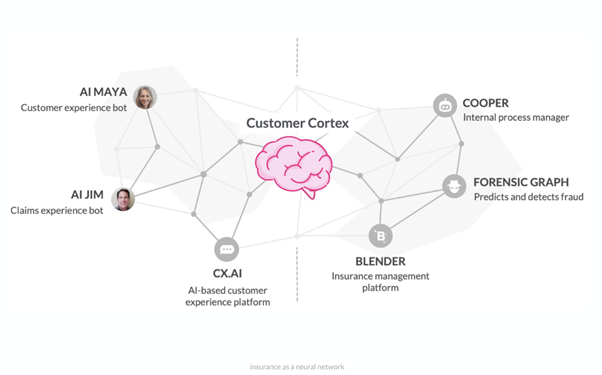 AI MAYA
Customer experience bot
Customer Cortex
COOPER
Internal process manager
AI JIM
Claims experience bot
FORENSIC GRAPH
Predicts and detects fraud
CX.AI
AI-based customer
experience platform
B
BLENDER
Insurance management
platform
insurance as a neural network